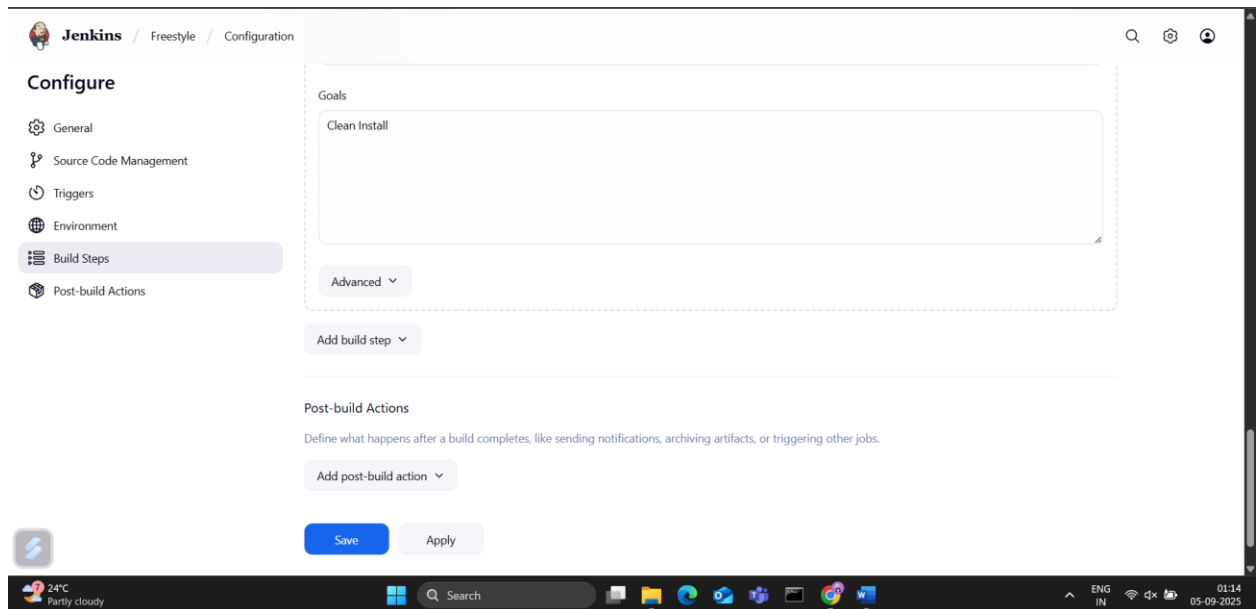 Jenkins / Freestyle / Configuration
Configure
General
Source Code Management
Triggers
Environment
Build Steps
Post-build Actions
Goals
Clean Install
Advanced
Add build step
Post-build Actions
Define what happens after a build completes, like sending notifications, archiving artifacts, or triggering other jobs.
Add post-build action
Save
Apply
7
24°C
Partly cloudy
Search
ENG
IN
01:14
05-09-2025